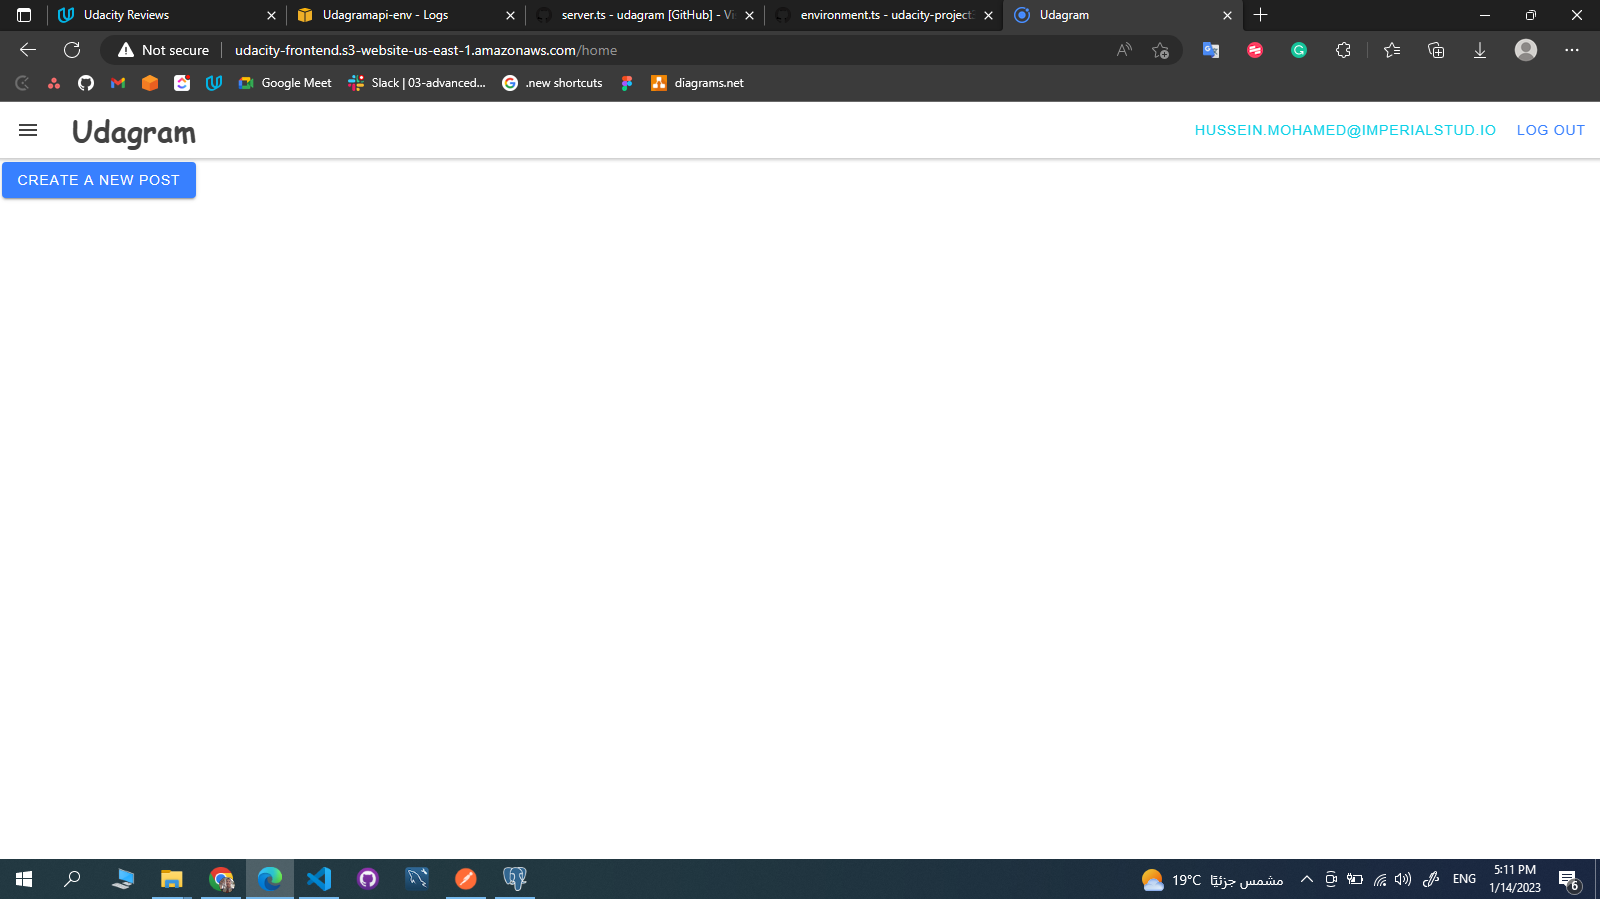 Udacity Reviews
Udagramapi-env - Logs
server.ts - udagram [GitHub] - Vi
environment.ts - udacity-project
Udagram
Not secure
udacity-frontend.s3-website-us-east-1.amazonaws.com/home
Google Meet
Slack | 03-advanced...
.new shortcuts
diagrams.net
Udagram
HUSSEIN.MOHAMED@IMPERIALSTUD.IO
LOG OUT
CREATE A NEW POST
19°C مشمس جزئيًا
ENG
5:11 PM
1/14/2023
6